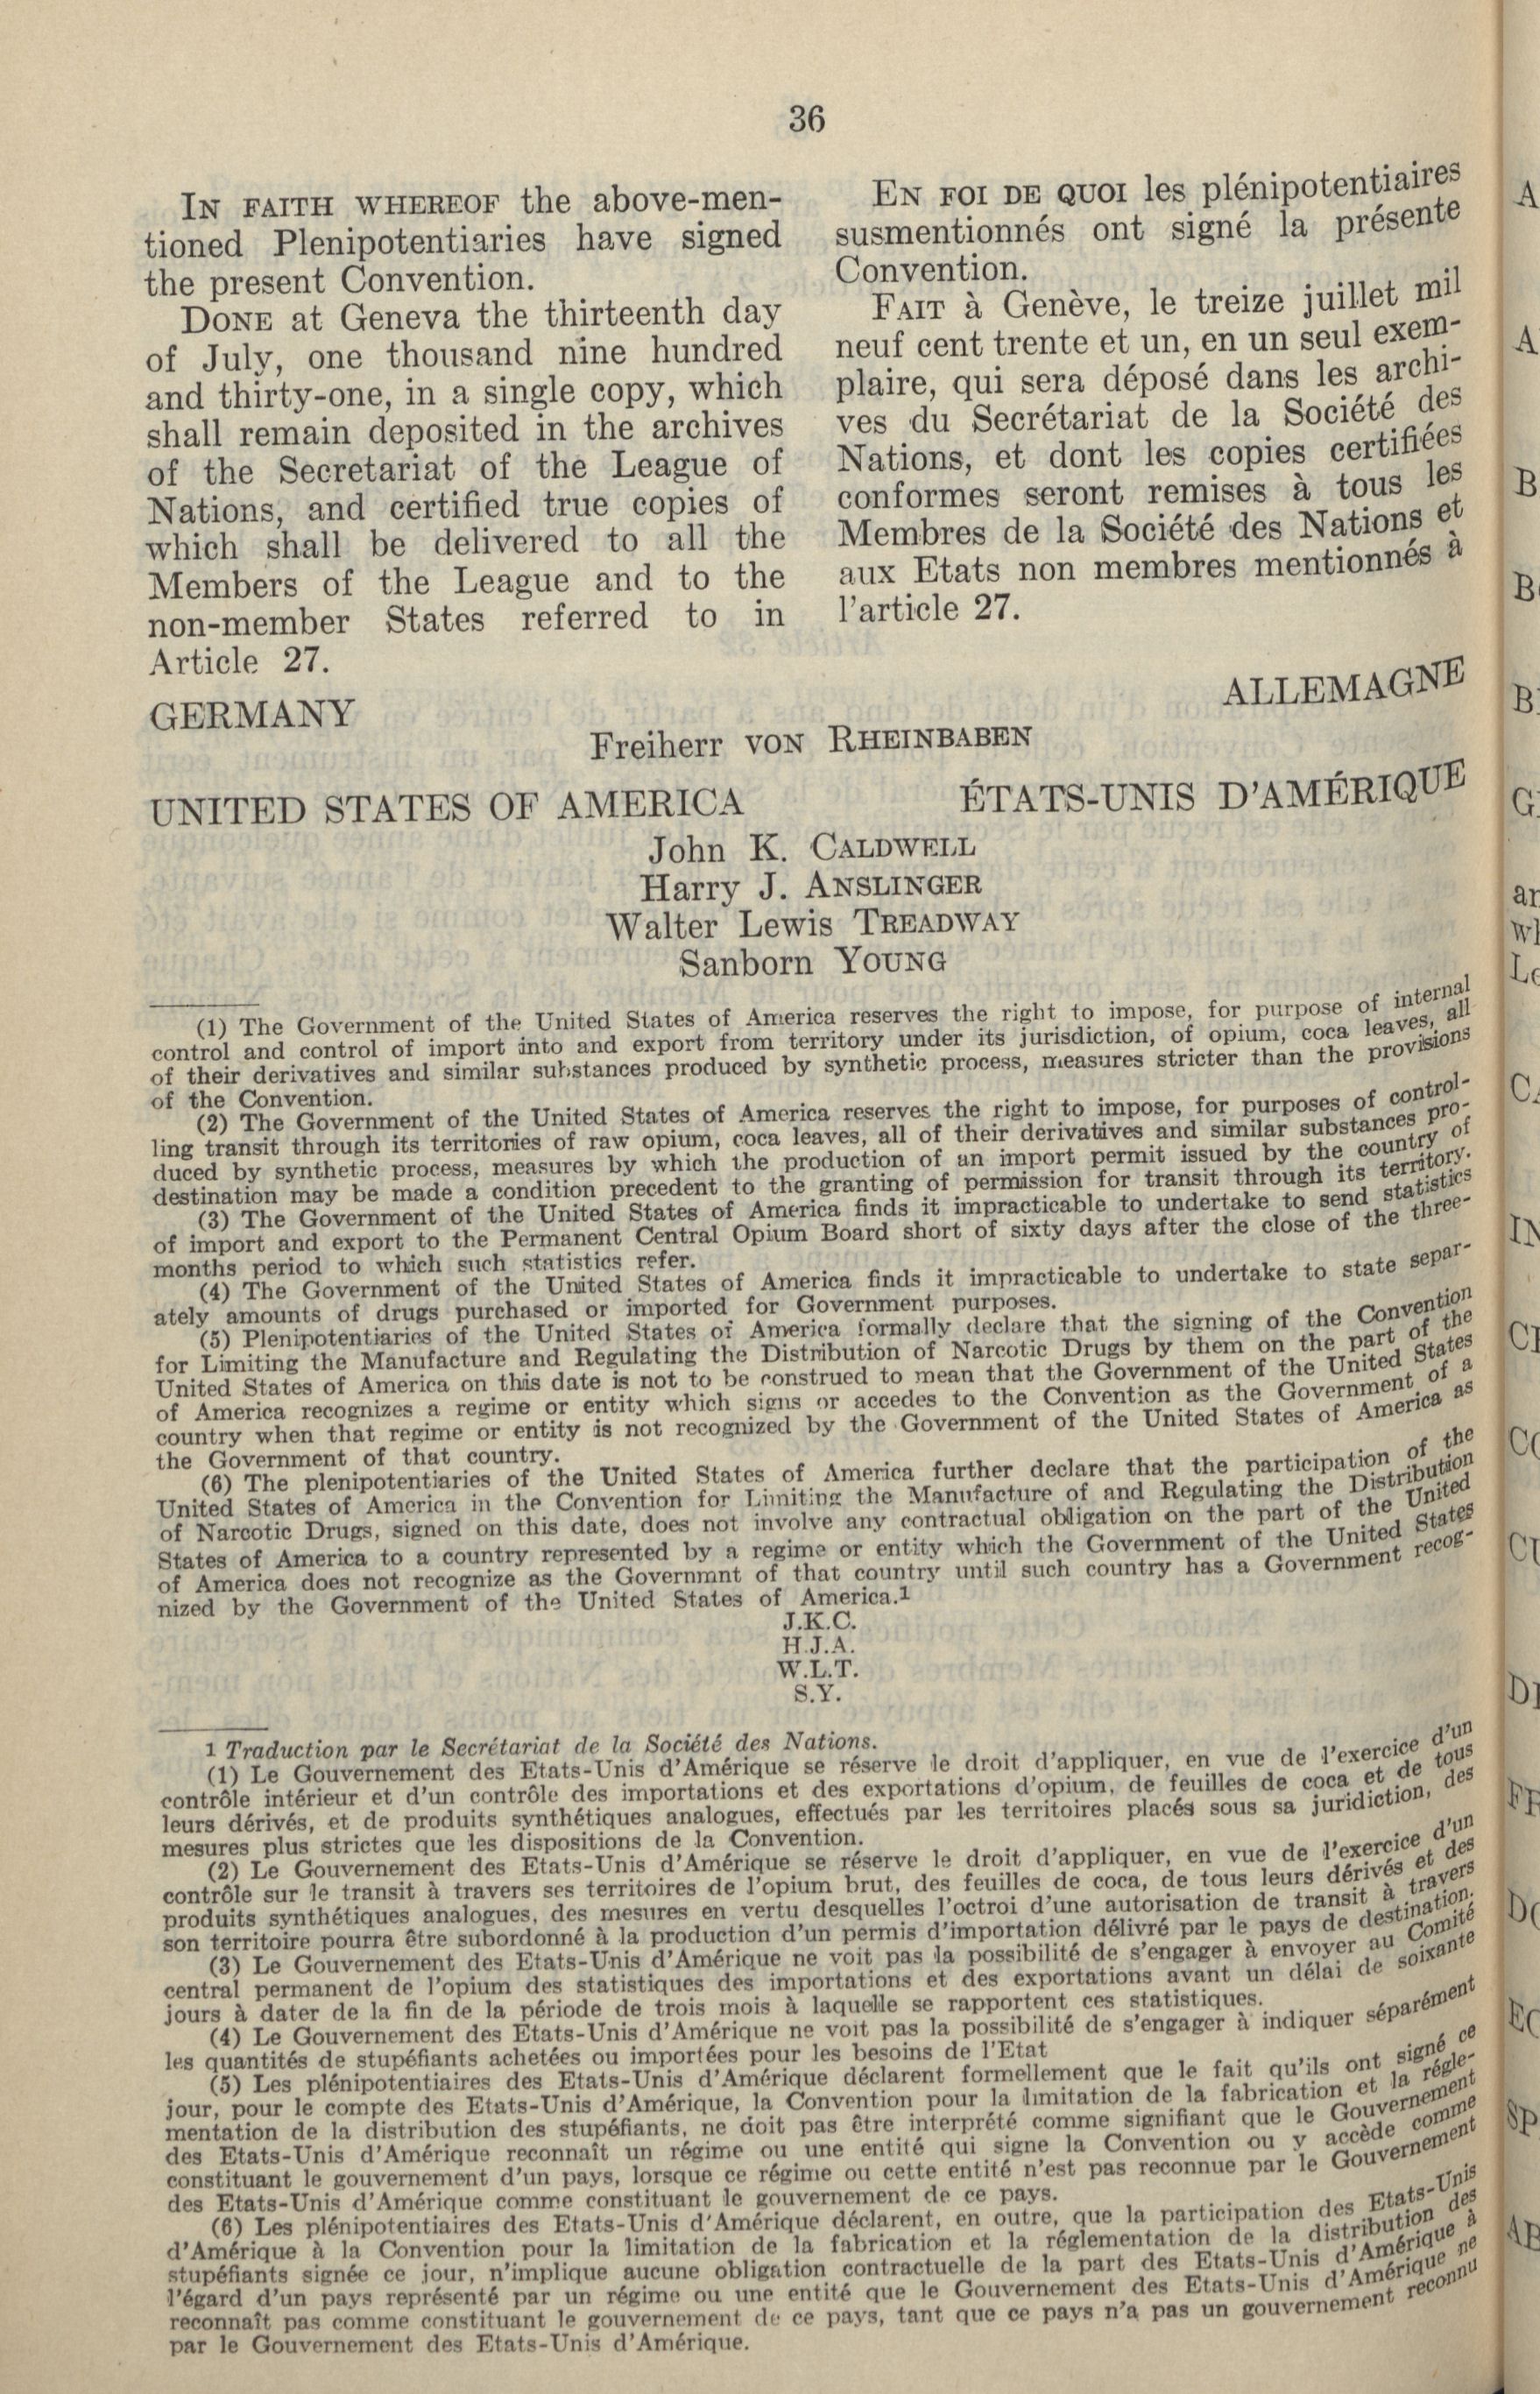 36
IN FAITH WHEREOF the above-men-
tioned Plenipotentiaries have signed
the present Convention.
DONE at Geneva the thirteenth day
of July, one thousand nine hundred
and thirty-one, in a single copy, which
shall remain deposited in the archives
of the Secretariat of the League of
Nations, and certified true copies of
which shall be delivered to all the
Members of the League and to the
non-member States referred to in
Article 27.
EN FOI DE QUOI les plénipotentiaires
susmentionnés ont signé la présente
Convention.
FAIT à Genève, le treize juillet mil
neuf cent trente et un, en un seul exem-
plaire, qui sera déposé dans les archi-
ves du Secrétariat de la Société des
Nations, et dont les copies certifiées
conformes seront remises à tous les
Membres de la Société des Nations et
aux Etats non membres mentionnés à
l'article 27.
GERMANY ALLEMAGNE
Freiherr VON RHEINBABEN
UNITED STATES OF AMERICA ÉTATS-UNIS D'AMÉRIQUE
John K. CALDWELL
Harry J. ANSLINGER
Walter Lewis TREADWAY
Sanborn YOUNG
(1) The Government of the United States of America reserves the right to impose, for purpose of internal
control and control of import into and export from territory under its jurisdiction, of opium, coca leaves, all
of their derivatives and similar substances produced by synthetic process, measures stricter than the provisions
of the Convention.
(2) The Government of the United States of America reserves the right to impose, for purposes of control-
ling transit through its territories of raw opium, coca leaves, all of their derivatives and similar substances pro-
duced by synthetic process, measures by which the production of an import permit issued by the country of
destination may be made a condition precedent to the granting of permission for transit through its territory.
(3) The Government of the United States of America finds it impracticable to undertake to send statistics
of import and export to the Permanent Central Opium Board short of sixty days after the close of the three-
months period to which such statistics refer.
(4) The Government of the United States of America finds it impracticable to undertake to state separ-
ately amounts of drugs purchased or imported for Government purposes.
(5) Plenipotentiaries of the United States of America formally declare that the signing of the Convention
for Limiting the Manufacture and Regulating the Distribution of Narcotic Drugs by them on the part of the
United States of America on this date is not to be construed to mean that the Government of the United States
of America recognizes a regime or entity which signs or accedes to the Convention as the Government of a
country when that regime or entity is not recognized by the Government of the United States of America as
the Government of that country.
(6) The plenipotentiaries of the United States of America further declare that the participation of the
United States of America in the Convention for Limiting the Manufacture of and Regulating the Distribution
of Narcotic Drugs, signed on this date, does not involve any contractual obligation on the part of the United
States of America to a country represented by a regime or entity which the Government of the United States
of America does not recognize as the Governmnt of that country until such country has a Government recog-
nized by the Government of the United States of America.1
J.K.C.
H.J.A.
W.L.T.
S.Y.
1 Traduction par le Secrétariat de la Société des Nations.
(1) Le Gouvernement des Etats-Unis d'Amérique se réserve le droit d'appliquer, en vue de l'exercice d'un
contrôle intérieur et d'un contrôle des importations et des exportations d'opium, de feuilles de coca et de tous
leurs dérivés, et de produits synthétiques analogues, effectués par les territoires placés sous sa juridiction, des
mesures plus strictes que les dispositions de la Convention.
(2) Le Gouvernement des Etats-Unis d'Amérique se réserve le droit d'appliquer, en vue de l'exercice d'un
contrôle sur le transit à travers ses territoires de l'opium brut, des feuilles de coca, de tous leurs dérivés et des
produits synthétiques analogues, des mesures en vertu desquelles l'octroi d'une autorisation de transit à travers
son territoire pourra être subordonné à la production d'un permis d'importation délivré par le pays de destination.
(3) Le Gouvernement des Etats-Unis d'Amérique ne voit pas la possibilité de s'engager à envoyer au Comité
central permanent de l'opium des statistiques des importations et des exportations avant un délai de soixante
jours à dater de la fin de la période de trois mois à laquelle se rapportent ces statistiques.
(4) Le Gouvernement des Etats-Unis d'Amérique ne voit pas la possibilité de s'engager à indiquer séparément
les quantités de stupéfiants achetées ou importées pour les besoins de l'Etat
(5) Les plénipotentiaires des Etats-Unis d'Amérique déclarent formellement que le fait qu'ils ont signé ce
jour, pour le compte des Etats-Unis d'Amérique, la Convention pour la limitation de la fabrication et la régle-
mentation de la distribution des stupéfiants, ne doit pas être interprété comme signifiant que le Gouvernement
des Etats-Unis d'Amérique reconnaît un régime ou une entité qui signe la Convention ou y accède comme
constituant le gouvernement d'un pays, lorsque ce régime ou cette entité n'est pas reconnue par le Gouvernement
des Etats-Unis d'Amérique comme constituant le gouvernement de ce pays.
(6) Les plénipotentiaires des Etats-Unis d'Amérique déclarent, en outre, que la participation des Etats-Unis
d'Amérique à la Convention pour la limitation de la fabrication et la réglementation de la distribution des
stupéfiants signée ce jour, n'implique aucune obligation contractuelle de la part des Etats-Unis d'Amérique à
l'égard d'un pays représenté par un régime ou une entité que le Gouvernement des Etats-Unis d'Amérique ne
reconnaît pas comme constituant le gouvernement de ce pays, tant que ce pays n'a pas un gouvernement reconnu
par le Gouvernement des Etats-Unis d'Amérique.